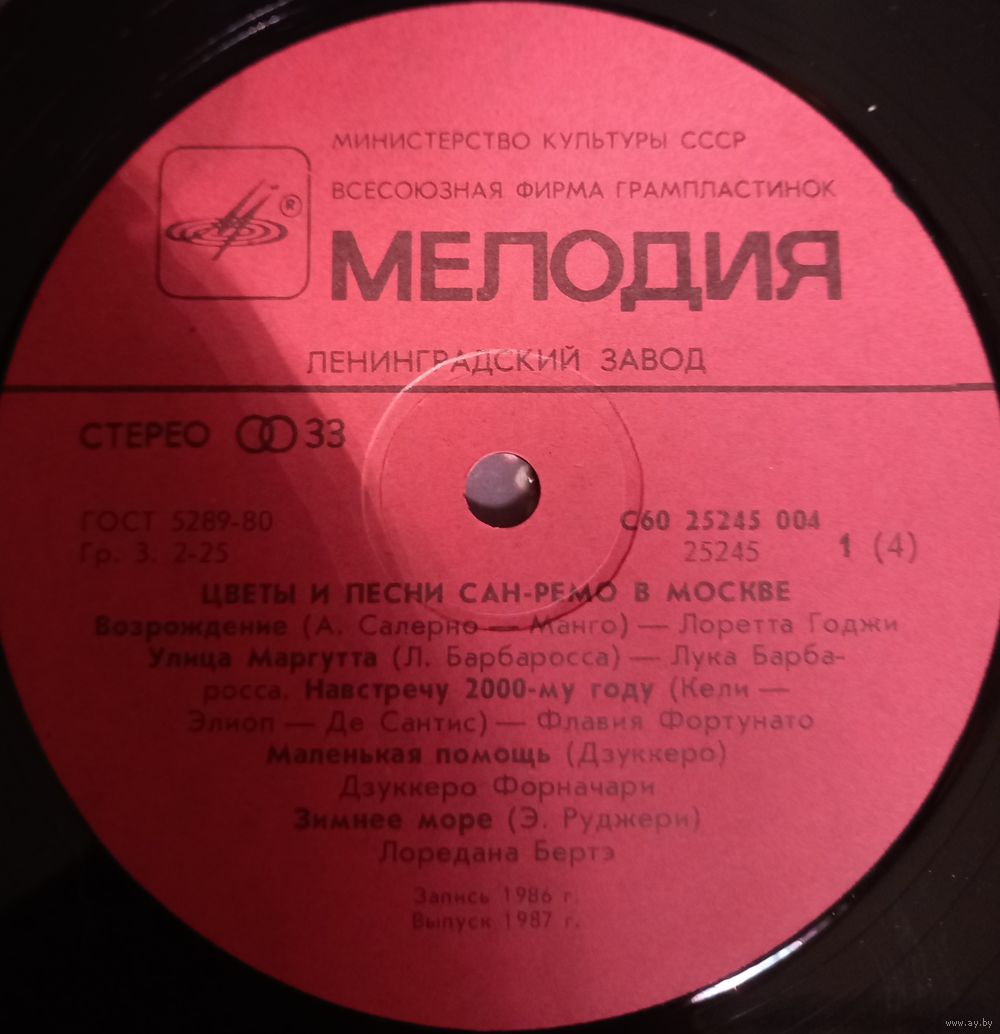 МИНИСТЕРСТВО КУЛЬТУРЫ СССР
ВСЕСОЮЗНАЯ ФИРМА ГРАМПЛАСТИНОК
®
МЕЛОДИЯ
ЛЕНИНГРАДСКИЙ ЗАВОД
СТЕРЕО 33
ГОСТ 5289-80
Гр. 3. 2-25
С60 25245 004
25245 1 (4)
ЦВЕТЫ И ПЕСНИ САН-РЕМО В МОСКВЕ
Возрождение (А. Салерно — Манго) — Лоретта Годжи
Улица Маргутта (Л. Барбаросса) — Лука Барба-
росса. Навстречу 2000-му году (Кели —
Элиоп — Де Сантис) — Флавия Фортунато
Маленькая помощь (Дзуккеро)
Дзуккеро Форначари
Зимнее море (Э. Руджери)
Лоредана Бертэ
Запись 1986 г.
Выпуск 1987 г.
www.ay.by